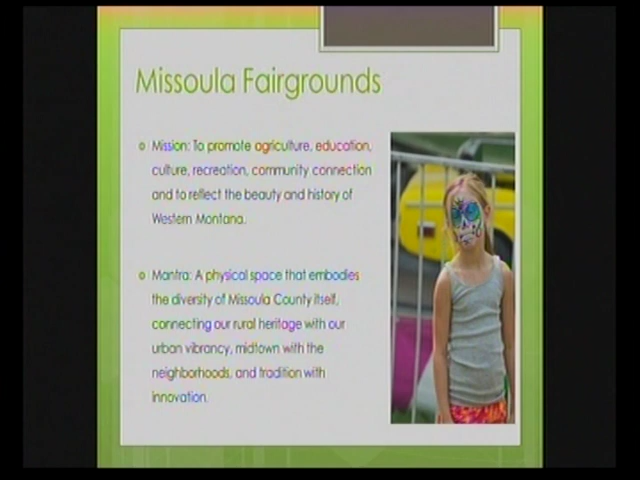 Missoula Fairgrounds
Mission: To promote agriculture, education,
culture, recreation, community connection
and to reflect the beauty and history of
Western Montana.
Mantra: A physical space that embodies
the diversity of Missoula County itself,
connecting our rural heritage with our
urban vibrancy, midtown with the
neighborhoods, and tradition with
innovation.